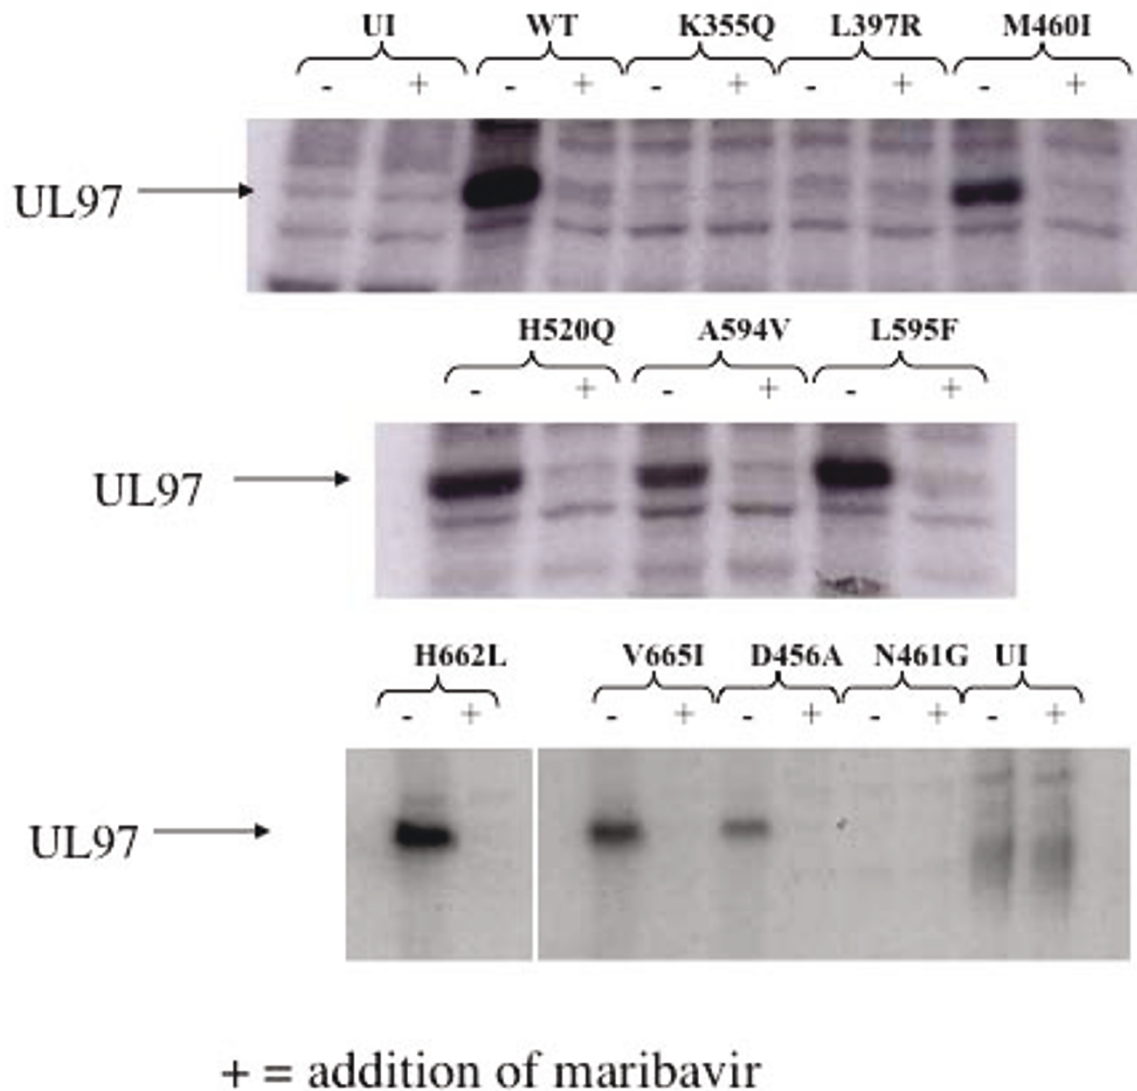 UI WT K355Q L397R M460I
- + - + - + - + - +
UL97
H520Q A594V L595F
- + - + - +
UL97
H662L V665I D456A N461G UI
- + - + - + - + - +
UL97
+ = addition of maribavir